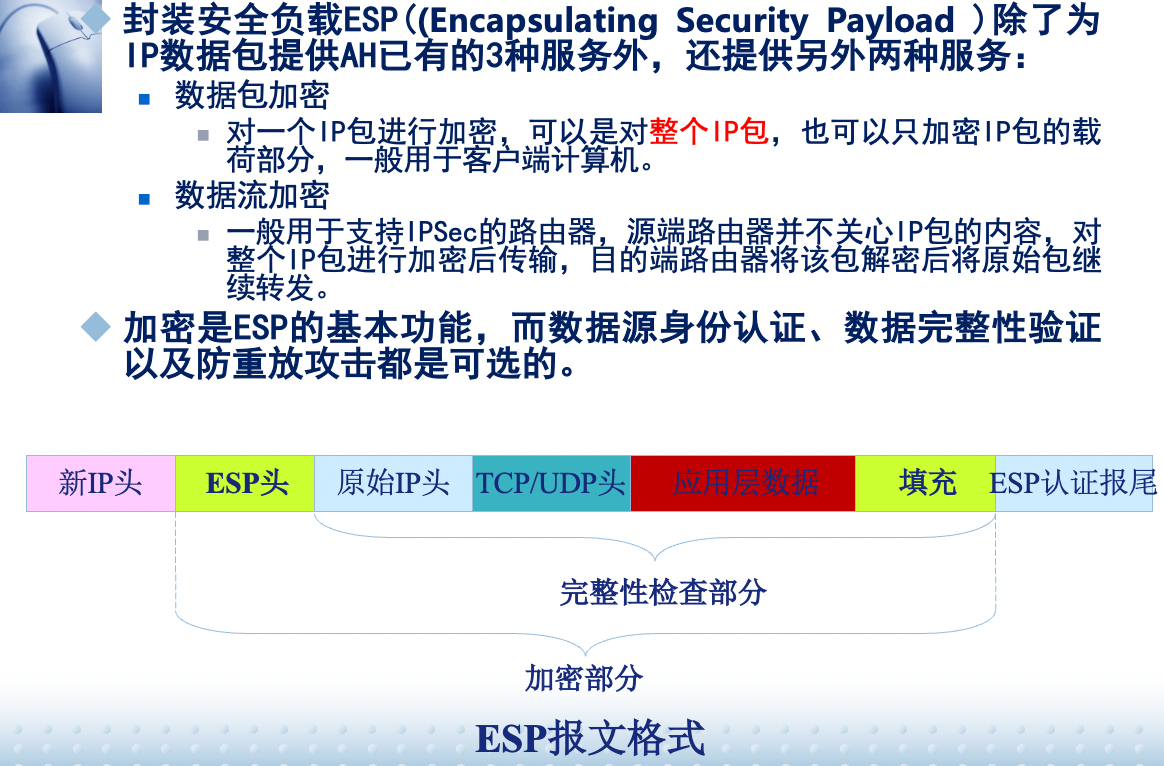 封装安全负载ESP((Encapsulating Security Payload )除了为
IP数据包提供AH已有的3种服务外，还提供另外两种服务：
数据包加密
对一个IP包进行加密，可以是对整个IP包，也可以只加密IP包的载
荷部分，一般用于客户端计算机。
数据流加密
一般用于支持IPSec的路由器，源端路由器并不关心IP包的内容，对
整个IP包进行加密后传输，目的端路由器将该包解密后将原始包继
续转发。
加密是ESP的基本功能，而数据源身份认证、数据完整性验证
以及防重放攻击都是可选的。
新IP头 ESP头 原始IP头 TCP/UDP头 应用层数据 填充 ESP认证报尾
完整性检查部分
加密部分
ESP报文格式